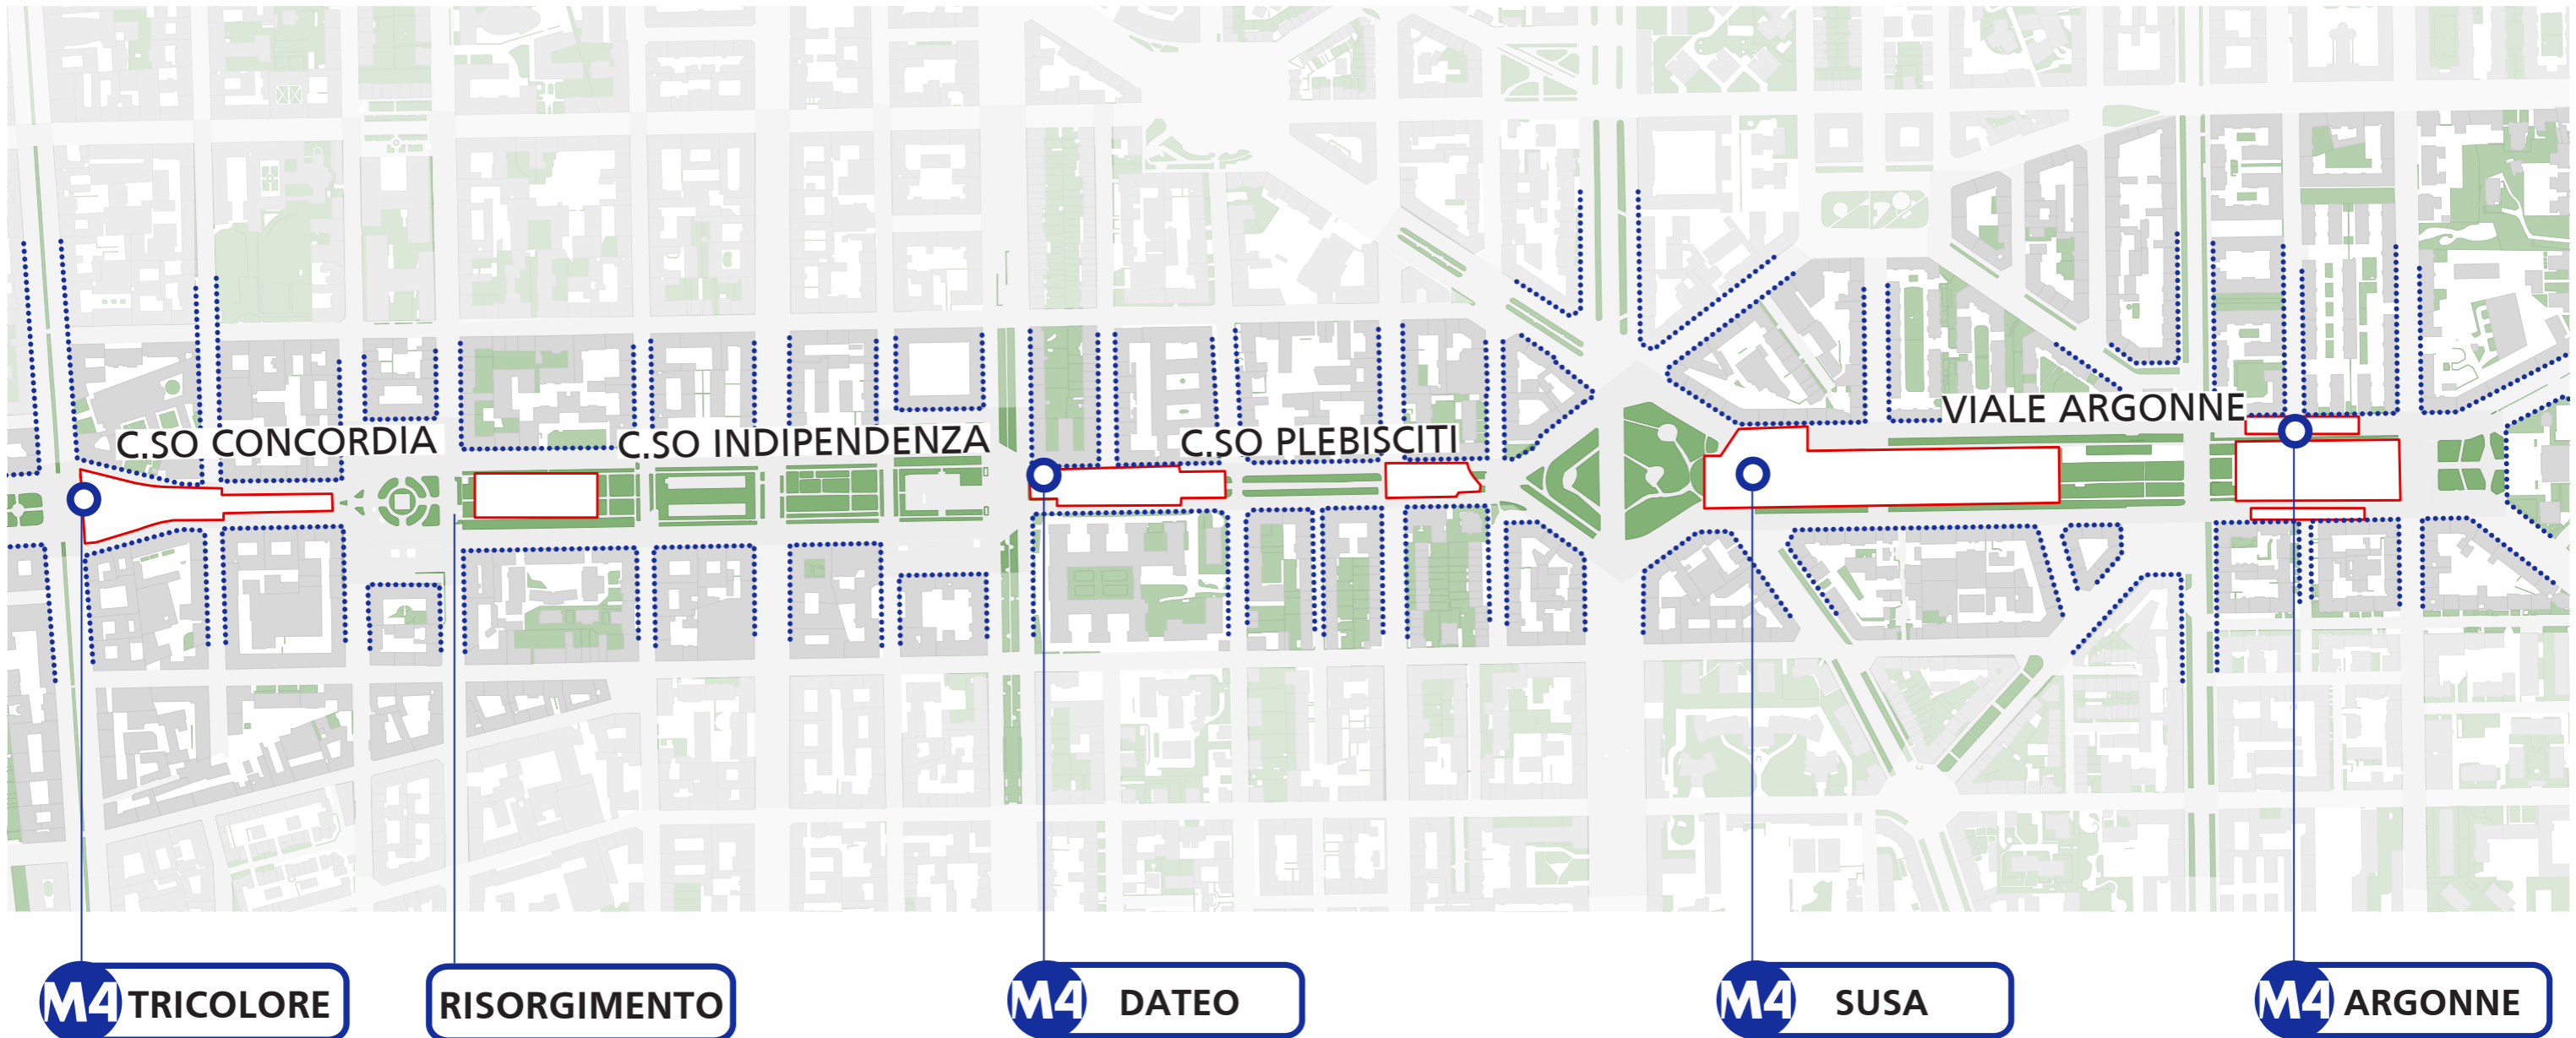 C.SO CONCORDIA
C.SO INDIPENDENZA
C.SO PLEBISCITI
VIALE ARGONNE
M4 TRICOLORE
RISORGIMENTO
M4 DATEO
M4 SUSA
M4 ARGONNE